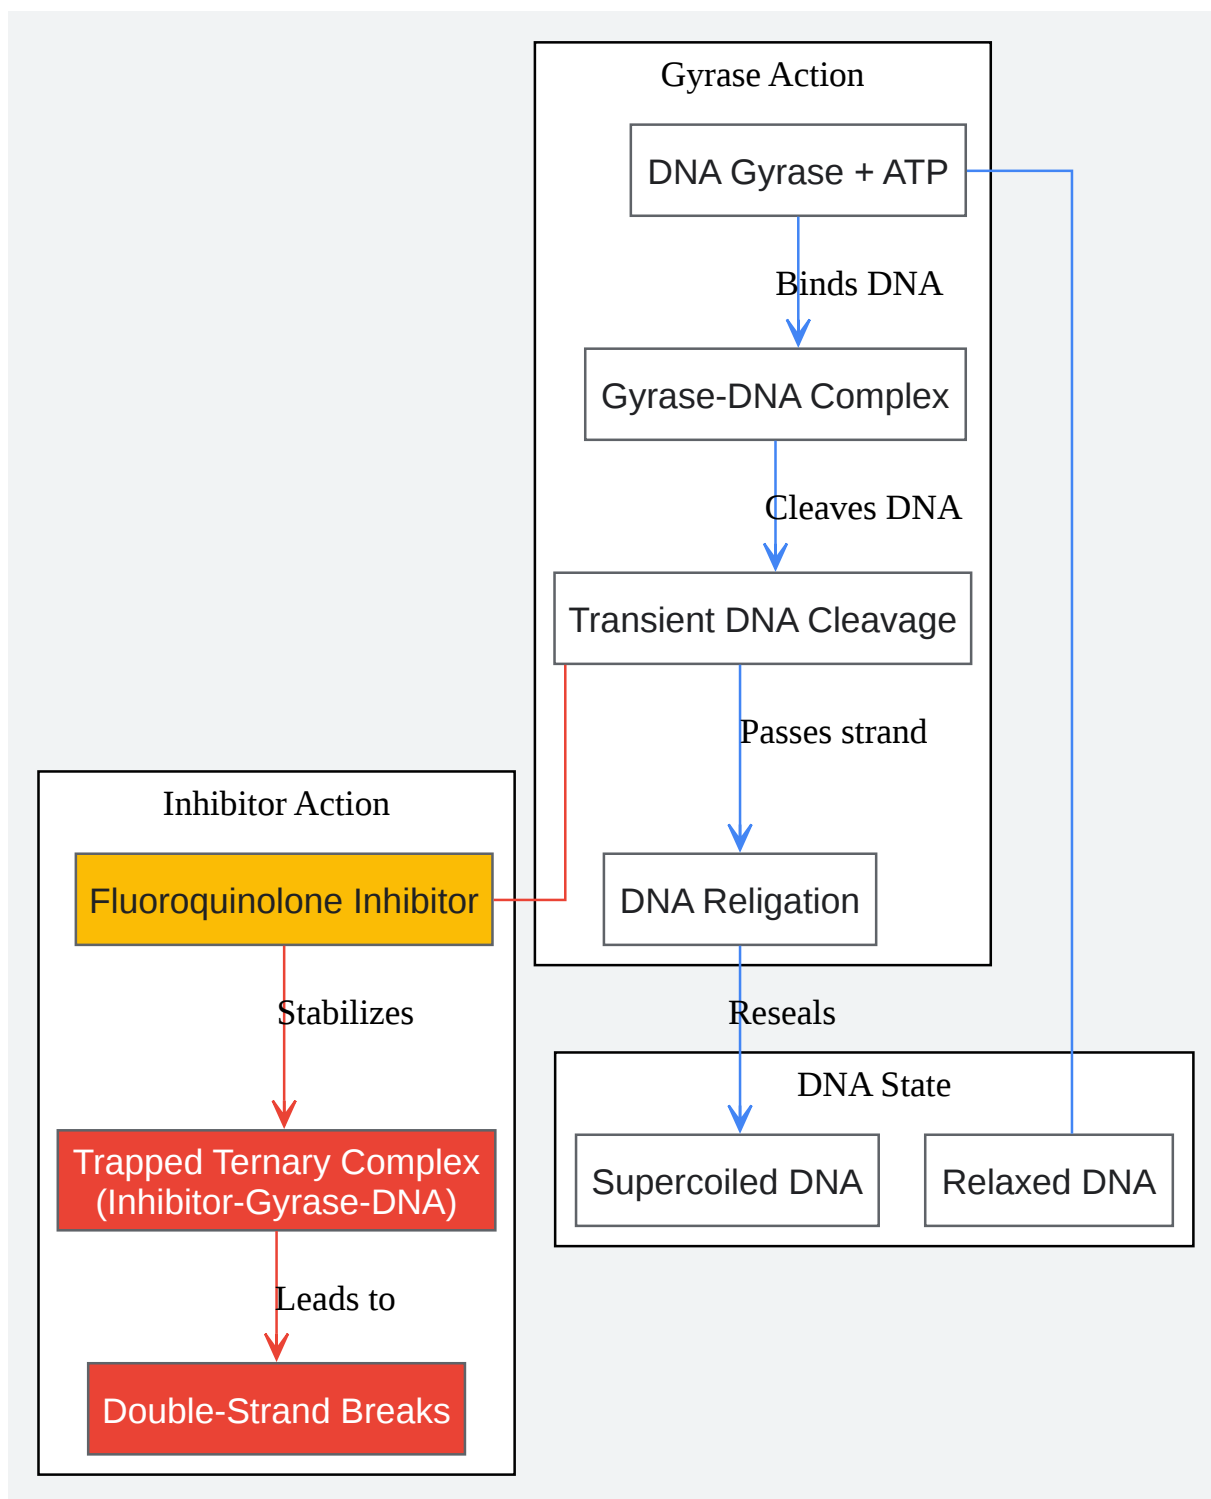 Gyrase Action
DNA Gyrase + ATP
Binds DNA
Gyrase-DNA Complex
Cleaves DNA
Transient DNA Cleavage
Passes strand
DNA Religation
Inhibitor Action
Fluoroquinolone Inhibitor
Stabilizes
Trapped Ternary Complex
(Inhibitor-Gyrase-DNA)
Leads to
Double-Strand Breaks
Reseals
DNA State
Supercoiled DNA
Relaxed DNA